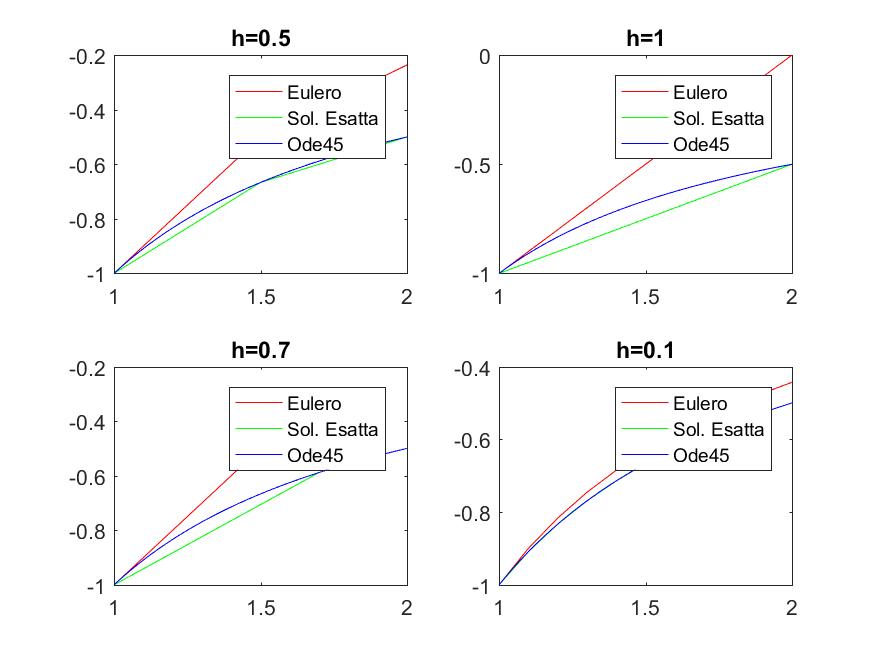 h=0.5
-0.2
-0.4
-0.6
-0.8
-1
1
1.5
2
Eulero
Sol. Esatta
Ode45
h=1
0
-0.5
-1
1
1.5
2
Eulero
Sol. Esatta
Ode45
h=0.7
-0.2
-0.4
-0.6
-0.8
-1
1
1.5
2
Eulero
Sol. Esatta
Ode45
h=0.1
-0.4
-0.6
-0.8
-1
1
1.5
2
Eulero
Sol. Esatta
Ode45